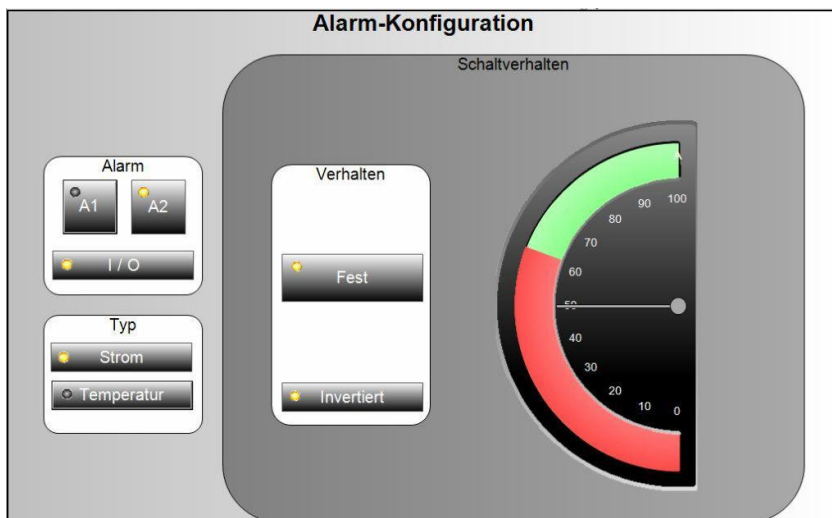 Alarm-Konfiguration
Schaltverhalten
Alarm
A1
A2
I / O
Typ
Strom
Temperatur
Verhalten
Fest
Invertiert
100
90
80
70
60
50
40
30
20
10
0